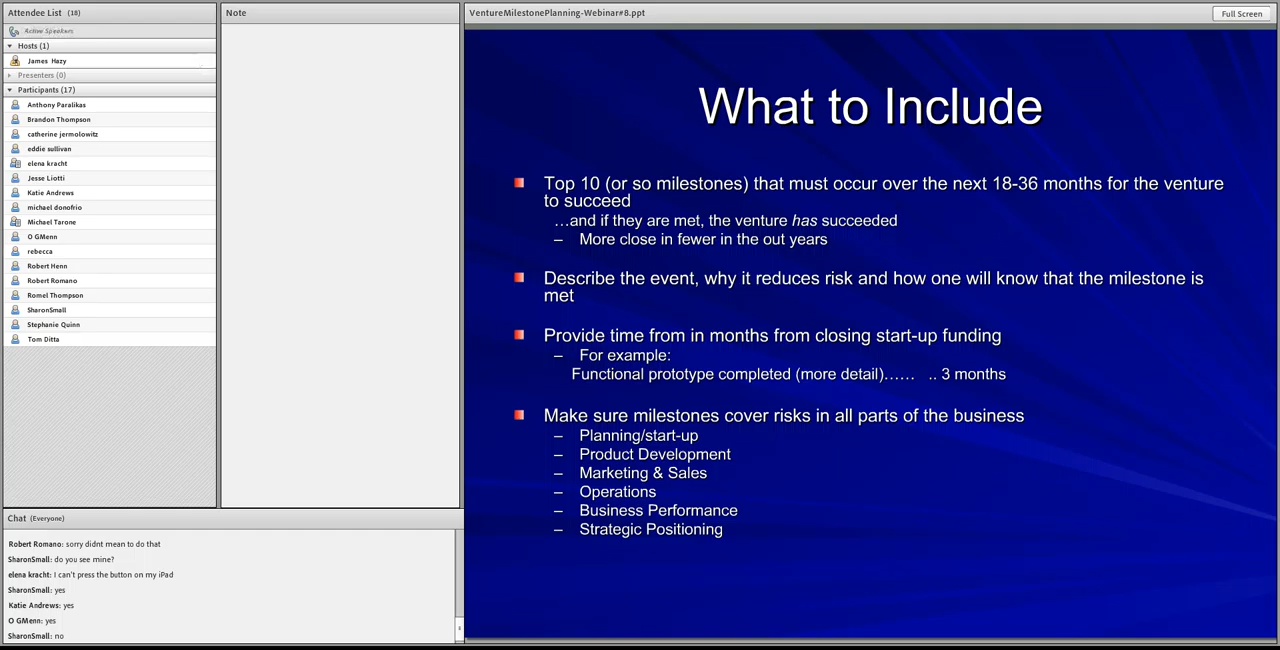 Attendee List (18)
Active Speakers
Hosts (1)
James Hazy
Presenters (0)
Participants (17)
Anthony Paralikas
Brandon Thompson
catherine jermolowitz
eddie sullivan
elena kracht
Jesse Liotti
Katie Andrews
michael donofrio
Michael Tarone
O GMenn
rebecca
Robert Henn
Robert Romano
Romel Thompson
SharonSmall
Stephanie Quinn
Tom Ditta
Chat (Everyone)
Robert Romano: sorry didnt mean to do that
SharonSmall: do you see mine?
elena kracht: I can't press the button on my iPad
SharonSmall: yes
Katie Andrews: yes
O GMenn: yes
SharonSmall: no
Note
VentureMilestonePlanning-Webinar#8.ppt
Full Screen
What to Include
Top 10 (or so milestones) that must occur over the next 18-36 months for the venture
to succeed
…and if they are met, the venture has succeeded
– More close in fewer in the out years
Describe the event, why it reduces risk and how one will know that the milestone is
met
Provide time from in months from closing start-up funding
– For example:
Functional prototype completed (more detail)…… .. 3 months
Make sure milestones cover risks in all parts of the business
– Planning/start-up
– Product Development
– Marketing & Sales
– Operations
– Business Performance
– Strategic Positioning